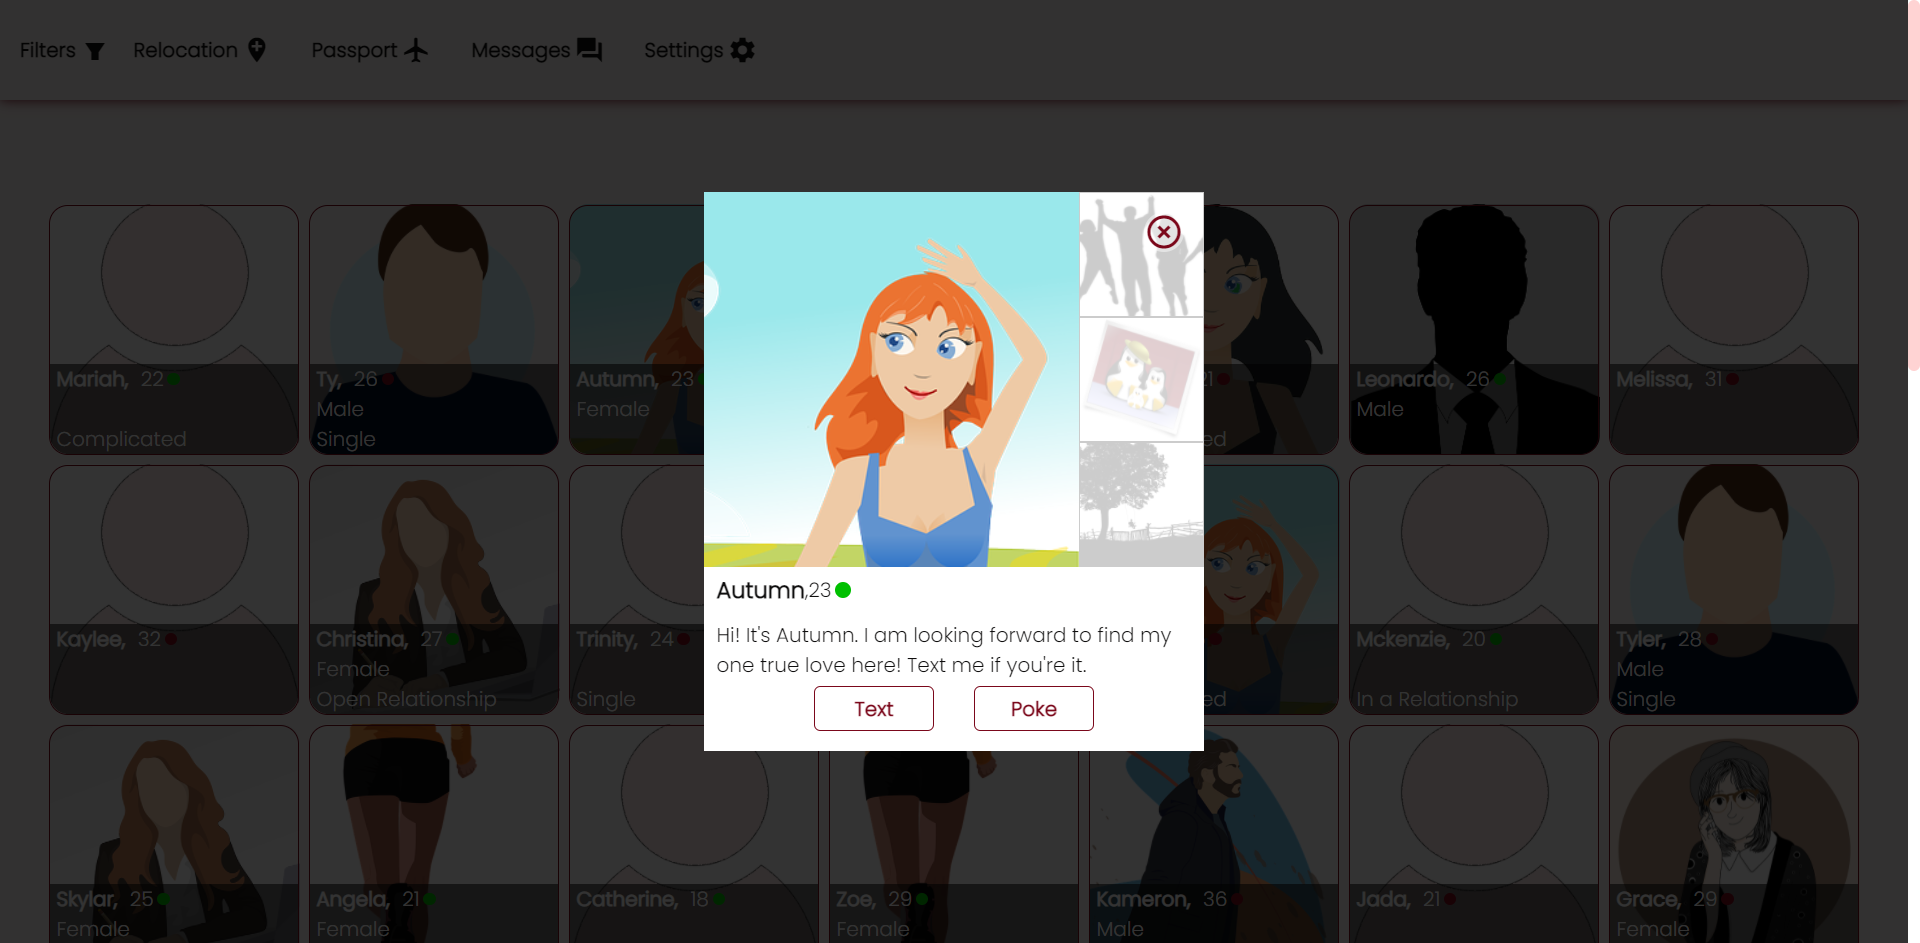 Filters Relocation Passport Messages Settings
Mariah, 22
Complicated
Ty, 26
Male
Single
Autumn, 23
Female
21
ed
Leonardo, 26
Male
Melissa, 31
Autumn,23
Hi! It's Autumn. I am looking forward to find my
one true love here! Text me if you're it.
Text Poke
Kaylee, 32
Christina, 27
Female
Open Relationship
Trinity, 24
Single
ed
Mckenzie, 20
In a Relationship
Tyler, 28
Male
Single
Skylar, 25
Female
Angela, 21
Female
Catherine, 18
Zoe, 29
Female
Kameron, 36
Male
Jada, 21
Grace, 29
Female